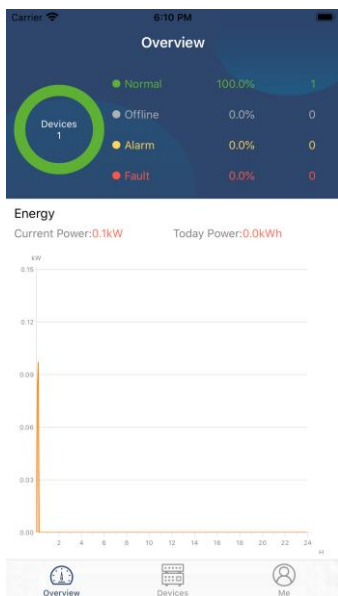 Carrier 6:10 PM
Overview
Normal 100.0% 1
Devices
1
Offline 0.0% 0
Alarm 0.0% 0
Fault 0.0% 0
Energy
Current Power:0.1kW Today Power:0.0kWh
kW
0.15
0.12
0.09
0.06
0.03
0.00
2 4 6 8 10 12 14 16 18 20 22 24
H
Overview Devices Me